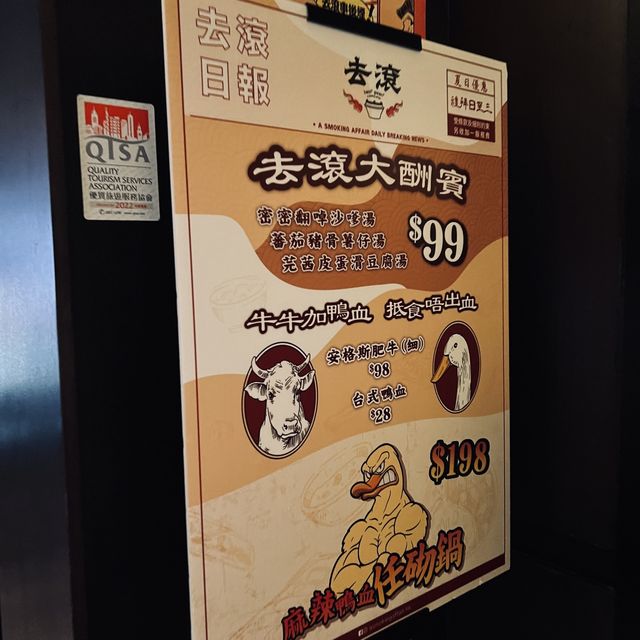 去滾
日報
去滾
• A SMOKING AFFAIR DAILY BREAKING NEWS •
夏日優惠
逢拜日至三
QTSA
QUALITY
TOURISM SERVICES
ASSOCIATION
優質旅遊服務協會
2022
去滾大酬賓
密密翻啅沙嗲湯
蕃茄豬骨薯仔湯
芫茜皮蛋滑豆腐湯
$99
牛牛加鴨血 抵食唔出血
安格斯肥牛(細)
$98
台式鴨血
$28
$198
麻辣鴨血任砌鍋